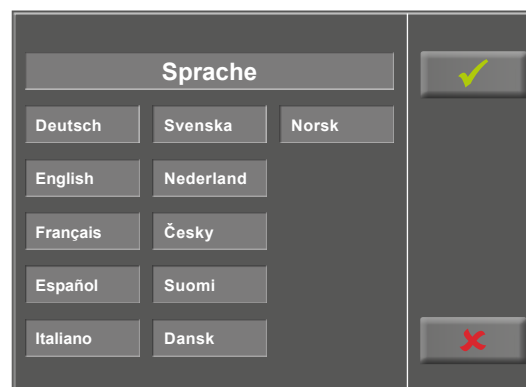 Sprache
Deutsch Svenska Norsk
English Nederland
Français Česky
Español Suomi
Italiano Dansk